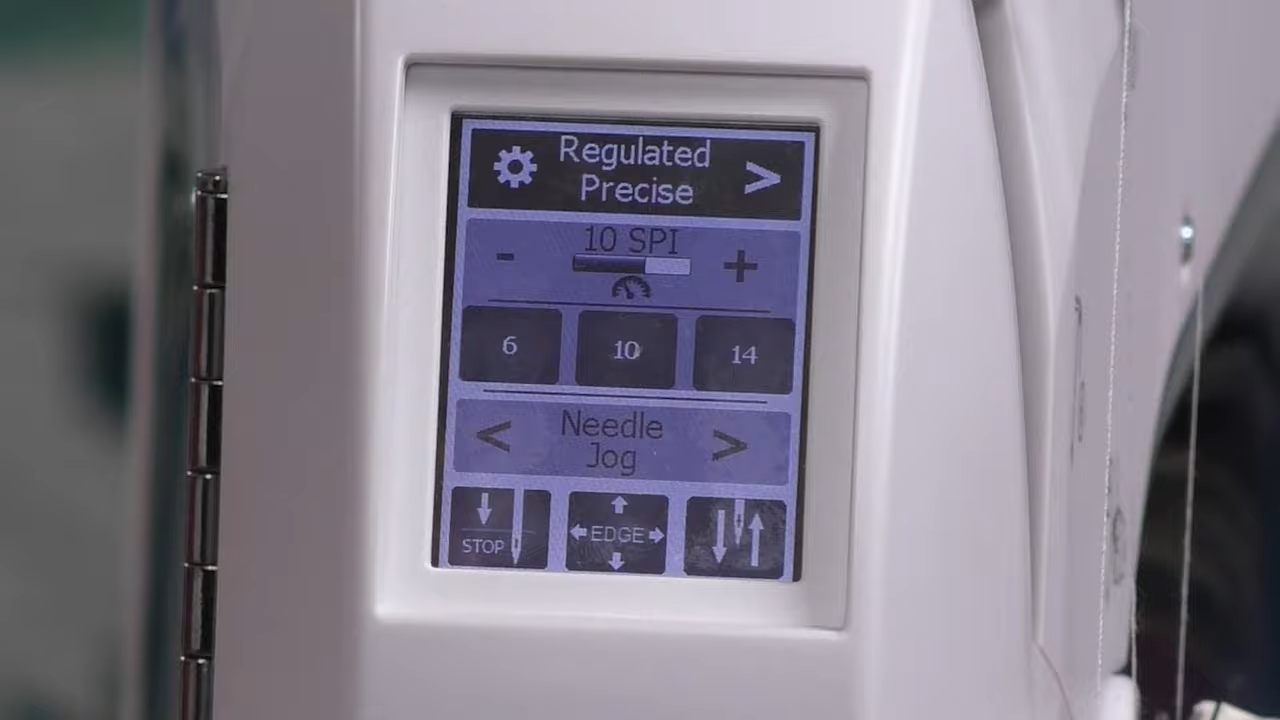 Regulated
Precise
>
10 SPI
- +
6 10 14
< Needle >
Jog
STOP
EDGE